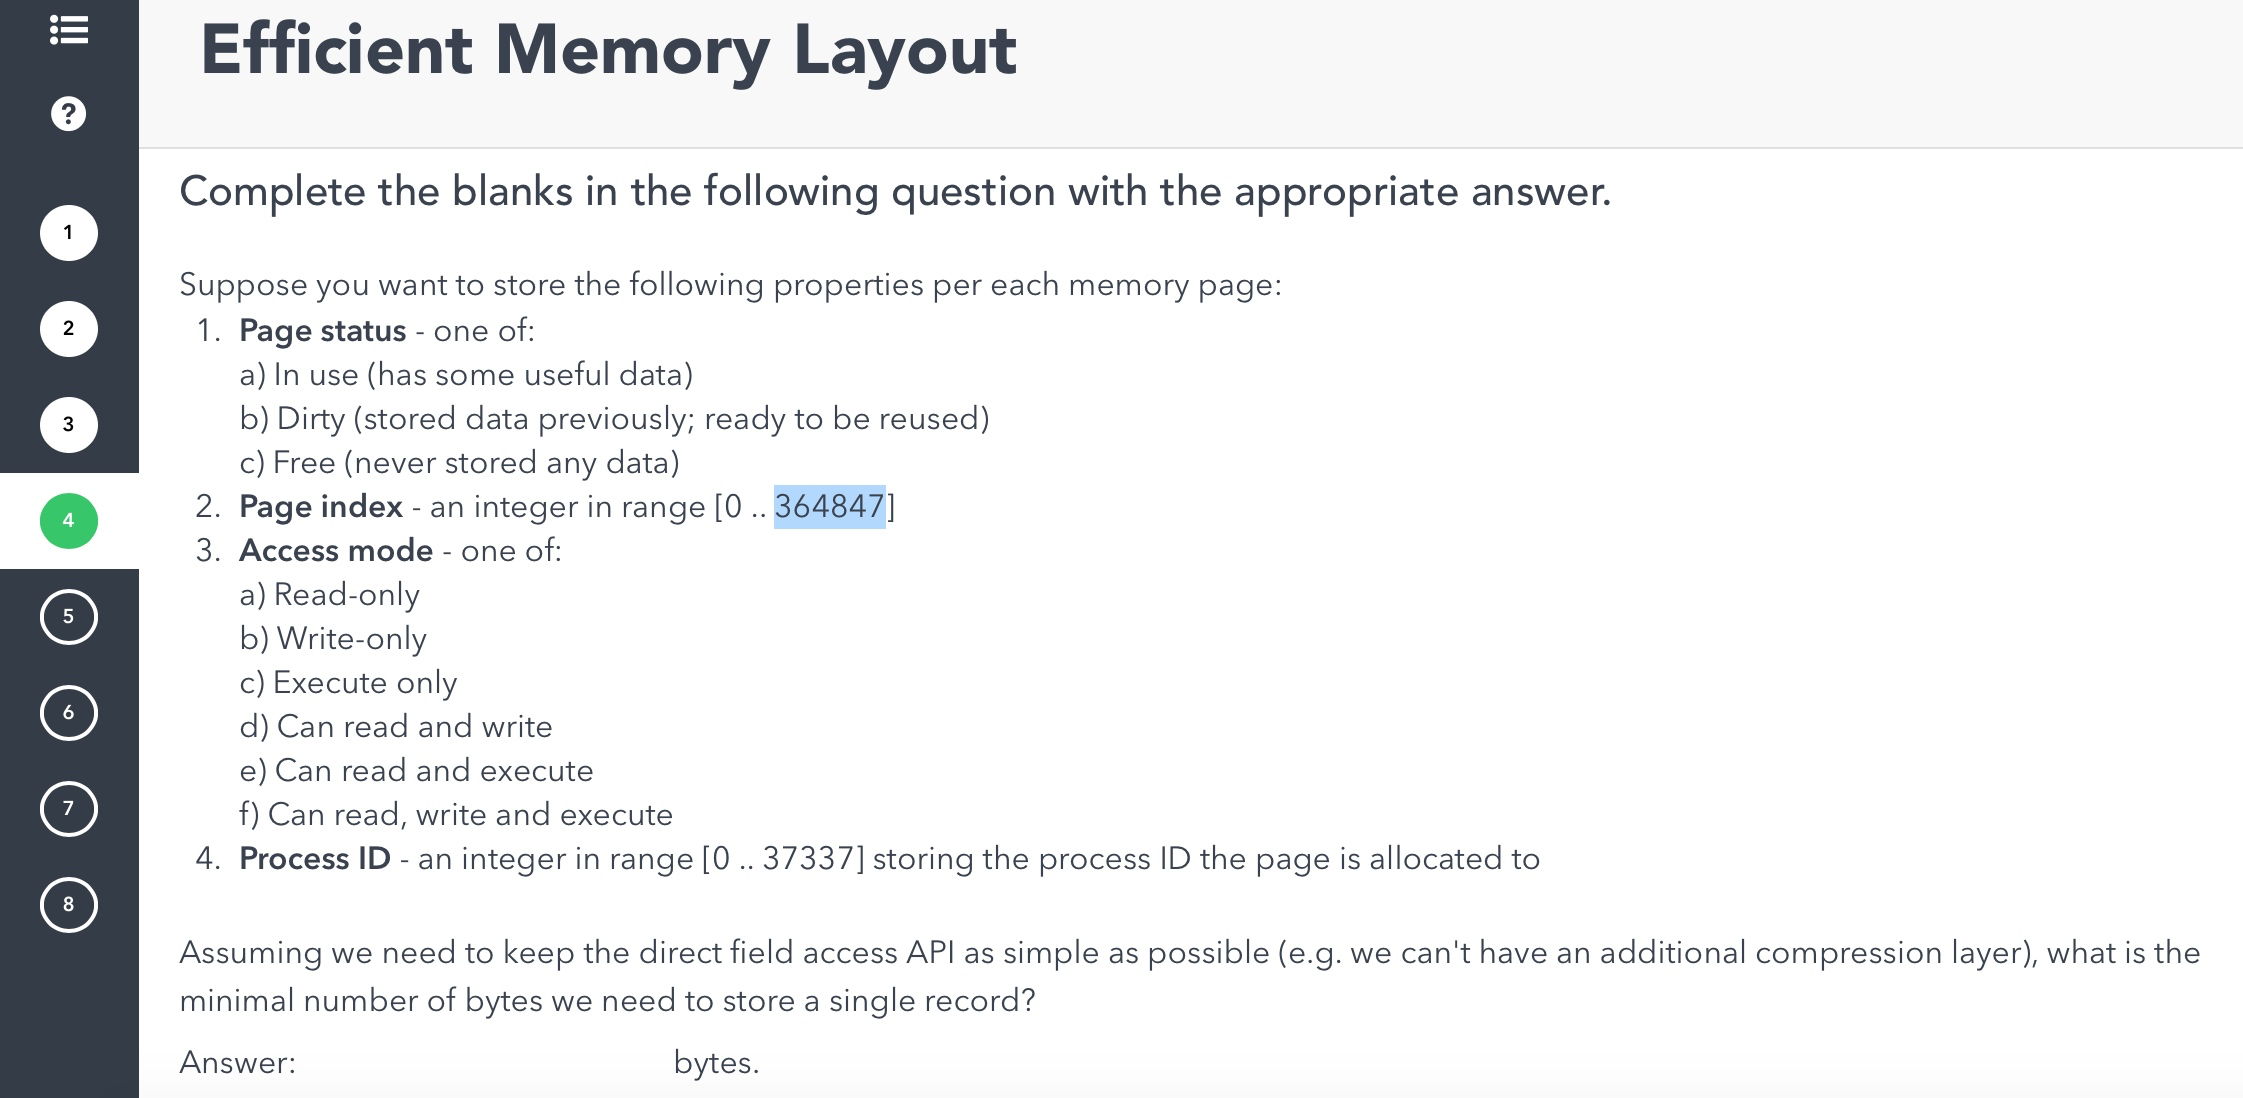 Efficient Memory Layout
?
1
2
3
4
5
6
7
8
Complete the blanks in the following question with the appropriate answer.
Suppose you want to store the following properties per each memory page:
1. Page status - one of:
a) In use (has some useful data)
b) Dirty (stored data previously; ready to be reused)
c) Free (never stored any data)
2. Page index - an integer in range [0 .. 364847]
3. Access mode - one of:
a) Read-only
b) Write-only
c) Execute only
d) Can read and write
e) Can read and execute
f) Can read, write and execute
4. Process ID - an integer in range [0 .. 37337] storing the process ID the page is allocated to
Assuming we need to keep the direct field access API as simple as possible (e.g. we can't have an additional compression layer), what is the
minimal number of bytes we need to store a single record?
Answer: bytes.